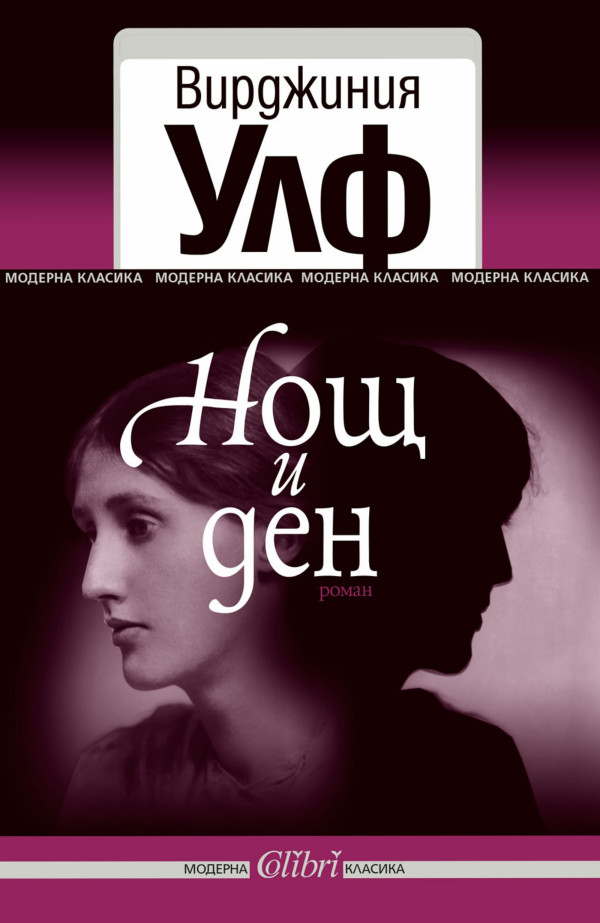 Вирджиния
Улф
МОДЕРНА КЛАСИКА МОДЕРНА КЛАСИКА МОДЕРНА КЛАСИКА МОДЕРНА КЛАСИКА
Нощ
и
ден
роман
МОДЕРНА Colibri КЛАСИКА